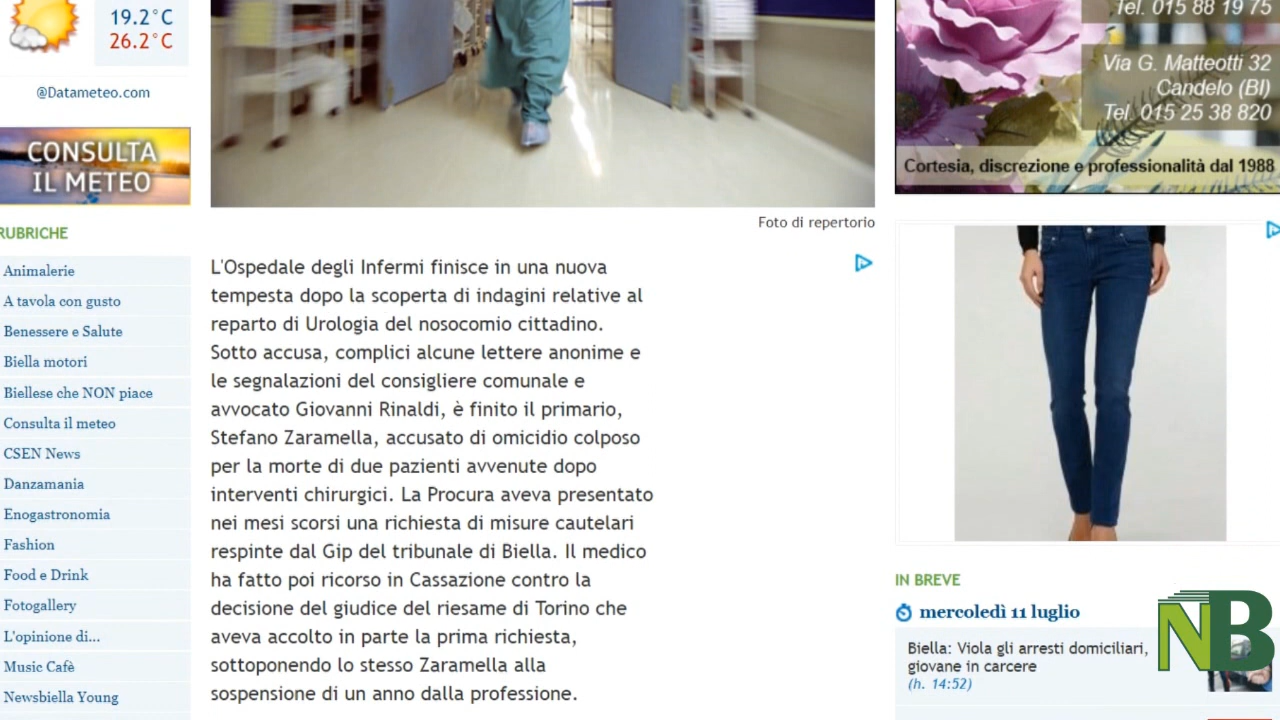 19.2°C
26.2°C
@Datameteo.com
CONSULTA
IL METEO
RUBRICHE
Animalerie
A tavola con gusto
Benessere e Salute
Biella motori
Biellese che NON piace
Consulta il meteo
CSEN News
Danzamania
Enogastronomia
Fashion
Food e Drink
Fotogallery
L'opinione di...
Music Cafè
Newsbiella Young
Foto di repertorio
L'Ospedale degli Infermi finisce in una nuova
tempesta dopo la scoperta di indagini relative al
reparto di Urologia del nosocomio cittadino.
Sotto accusa, complici alcune lettere anonime e
le segnalazioni del consigliere comunale e
avvocato Giovanni Rinaldi, è finito il primario,
Stefano Zaramella, accusato di omicidio colposo
per la morte di due pazienti avvenute dopo
interventi chirurgici. La Procura aveva presentato
nei mesi scorsi una richiesta di misure cautelari
respinte dal Gip del tribunale di Biella. Il medico
ha fatto poi ricorso in Cassazione contro la
decisione del giudice del riesame di Torino che
aveva accolto in parte la prima richiesta,
sottoponendo lo stesso Zaramella alla
sospensione di un anno dalla professione.
Tel. 015 88 19 75
Via G. Matteotti 32
Candelo (BI)
Tel. 015 25 38 820
Cortesia, discrezione e professionalità dal 1988
IN BREVE
mercoledì 11 luglio
Biella: Viola gli arresti domiciliari,
giovane in carcere
(h. 14:52)
NB